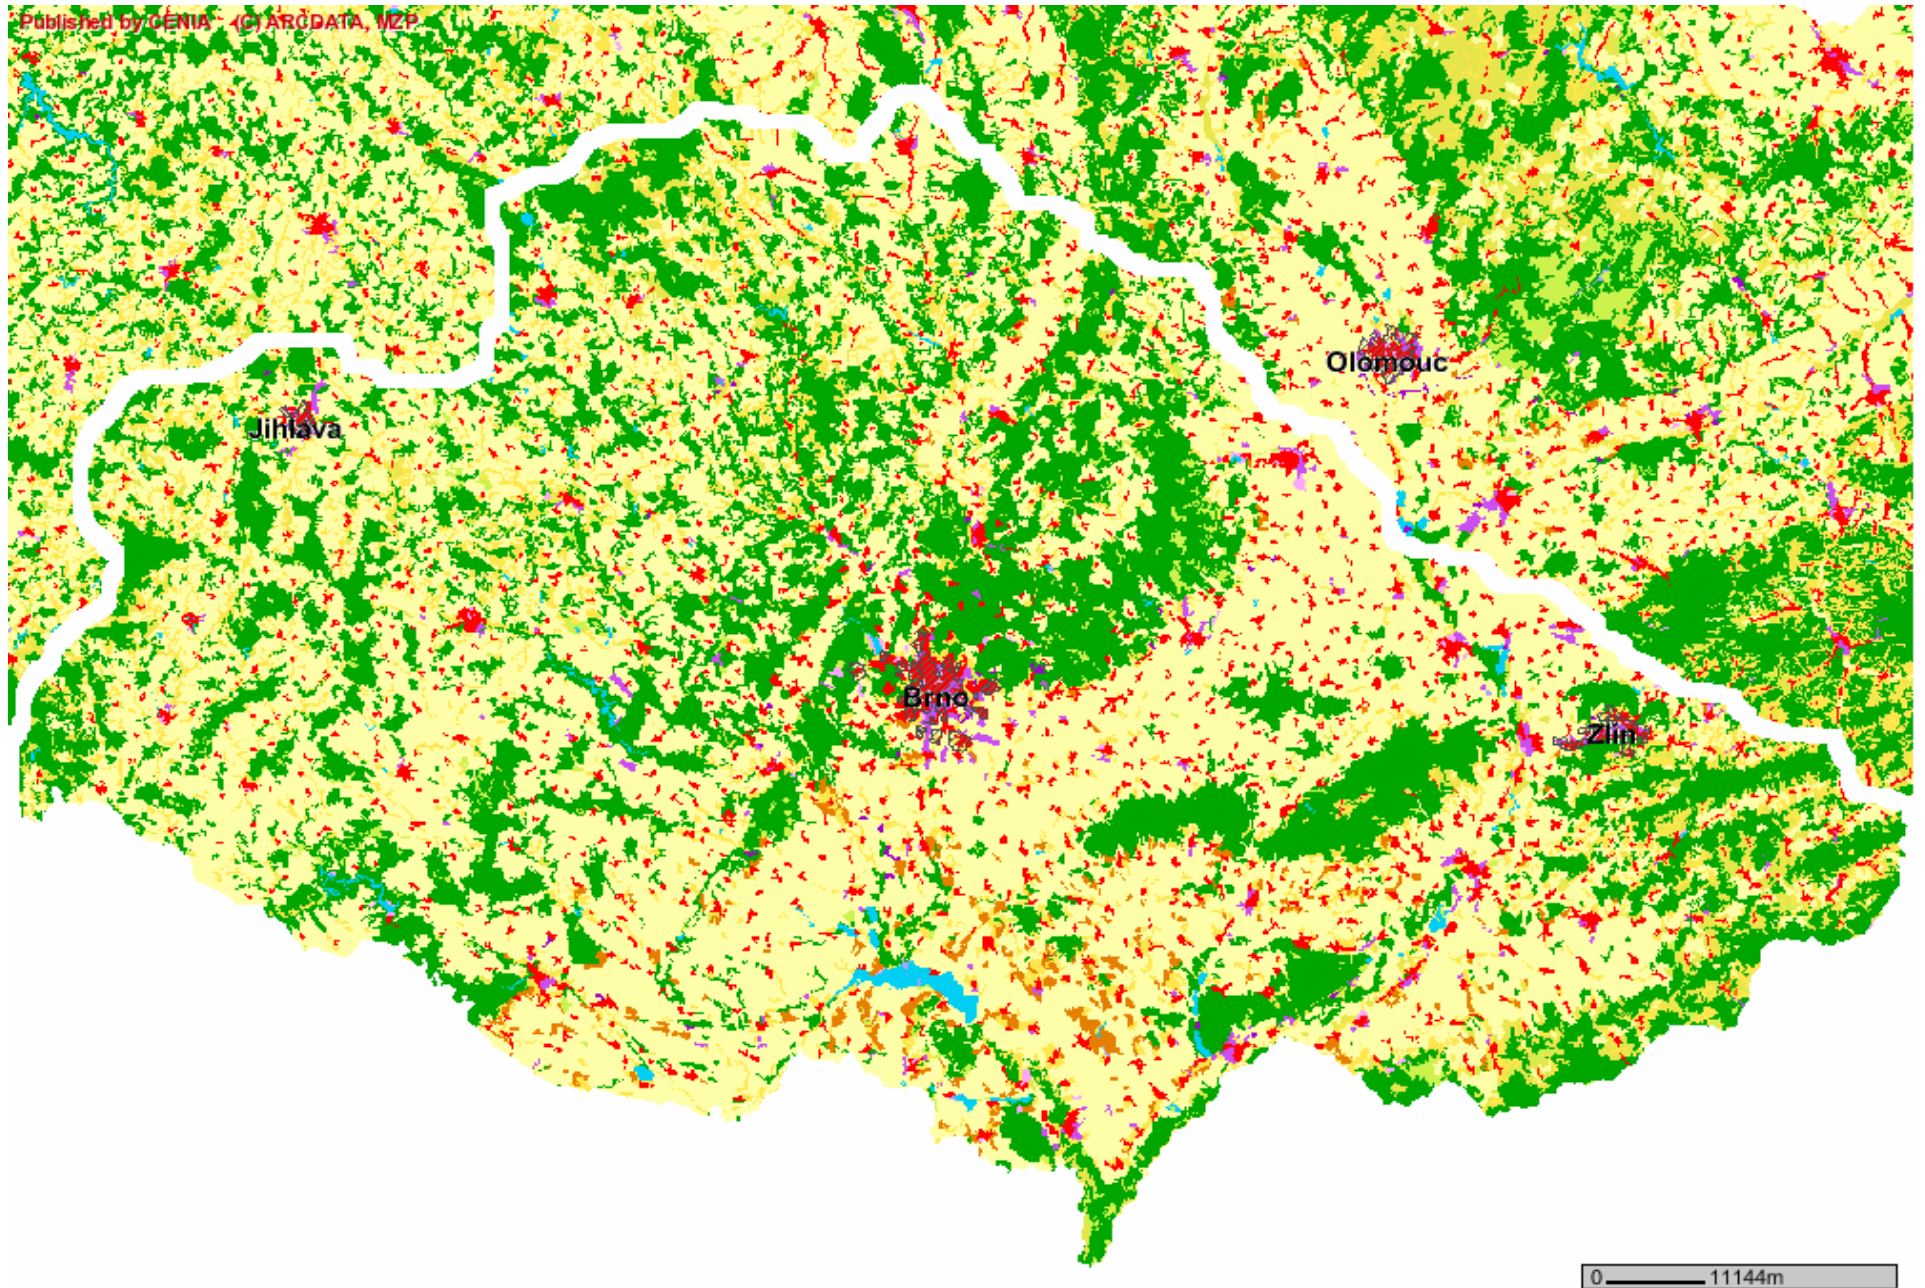 Published by CENIA - (C) ARCDATA, MZP
Olomouc
Jihlava
Brno
Zlín
0 11144m